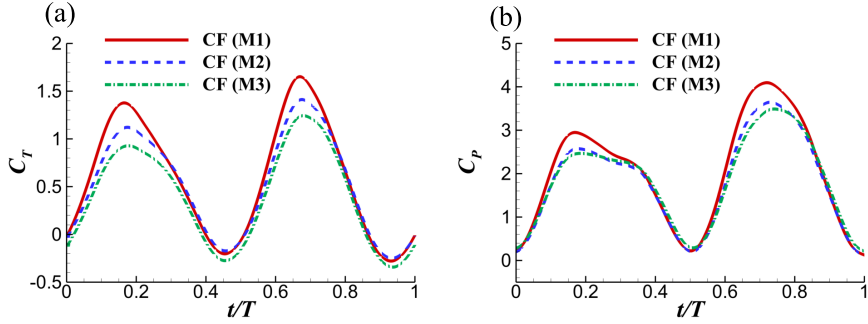 (a)
CF (M1)
CF (M2)
CF (M3)
2
1.5
1
0.5
0
-0.5
C_T
0
0.2
0.4
0.6
0.8
1
t/T
(b)
CF (M1)
CF (M2)
CF (M3)
5
4
3
2
1
0
C_P
0
0.2
0.4
0.6
0.8
1
t/T